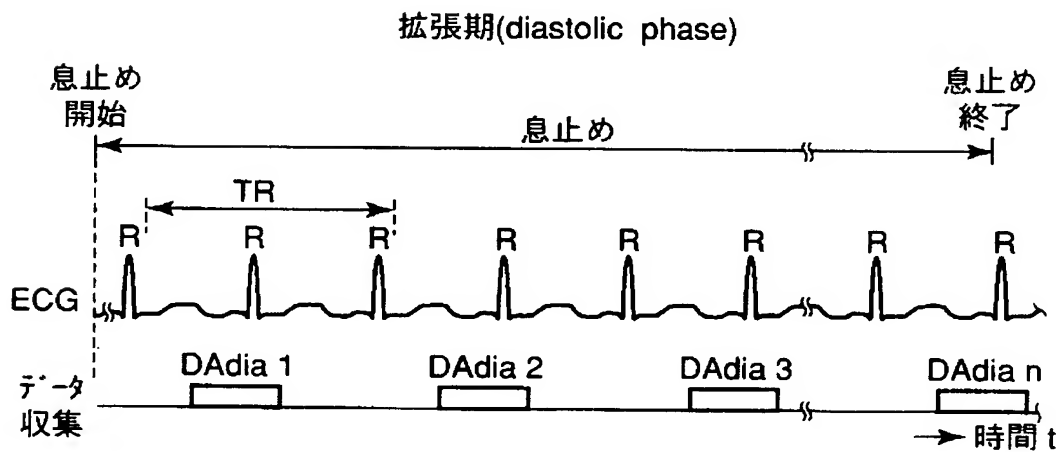 拡張期(diastolic phase)
息止め
開始
息止め
息止め
終了
TR
R R R R R R R R
ECG
DAdia 1 DAdia 2 DAdia 3 DAdia n
データ
収集
時間 t